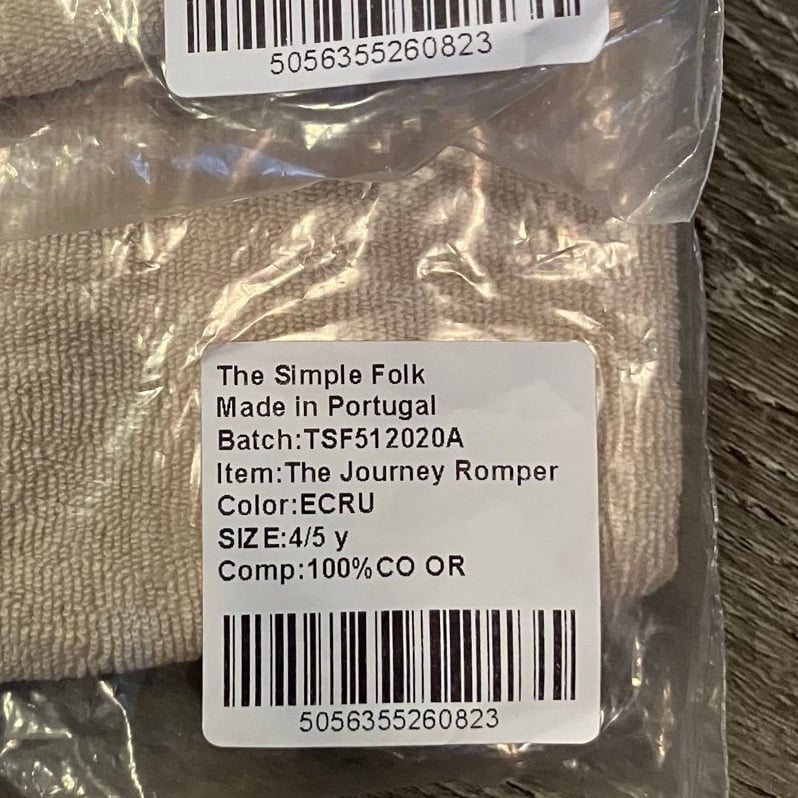 5056355260823
The Simple Folk
Made in Portugal
Batch:TSF512020A
Item:The Journey Romper
Color:ECRU
SIZE:4/5 y
Comp:100%CO OR
5056355260823